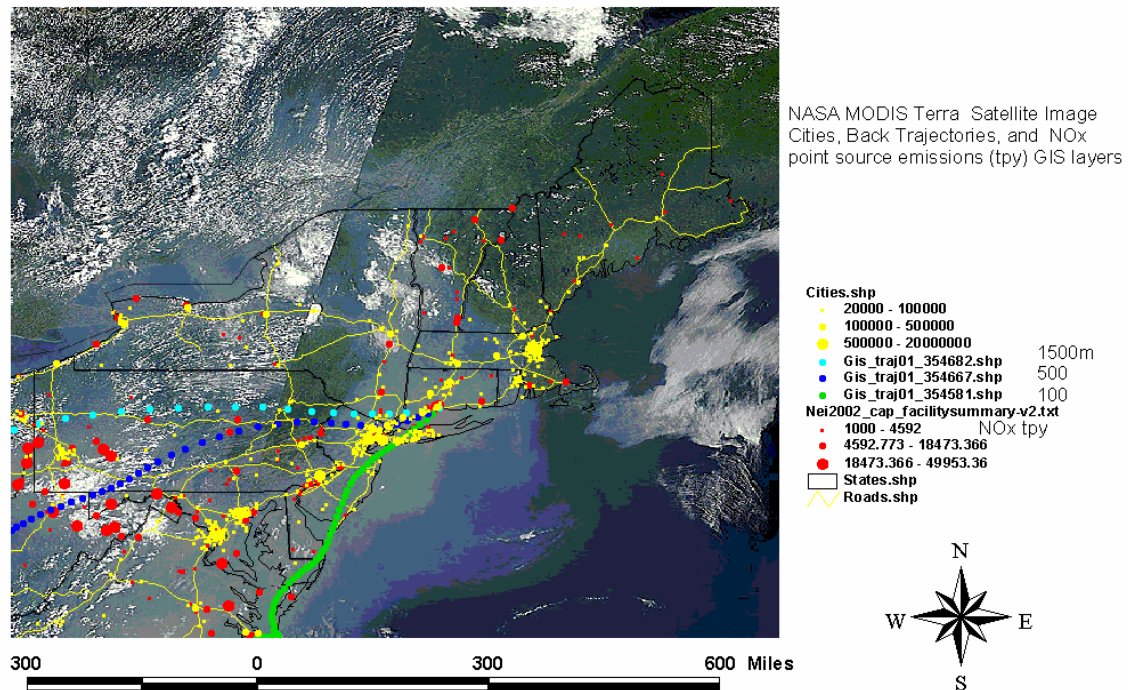 NASA MODIS Terra Satellite Image
Cities, Back Trajectories, and NOx
point source emissions (tpy) GIS layers
Cities.shp
20000 - 100000
100000 - 500000
500000 - 20000000
Gis_traj01_354682.shp 1500m
Gis_traj01_354667.shp 500
Gis_traj01_354581.shp 100
Nei2002_cap_facilitysummary-v2.txt
1000 - 4592 NOx tpy
4592.773 - 18473.366
18473.366 - 49953.36
States.shp
Roads.shp
N
W E
S
300 0 300 600 Miles